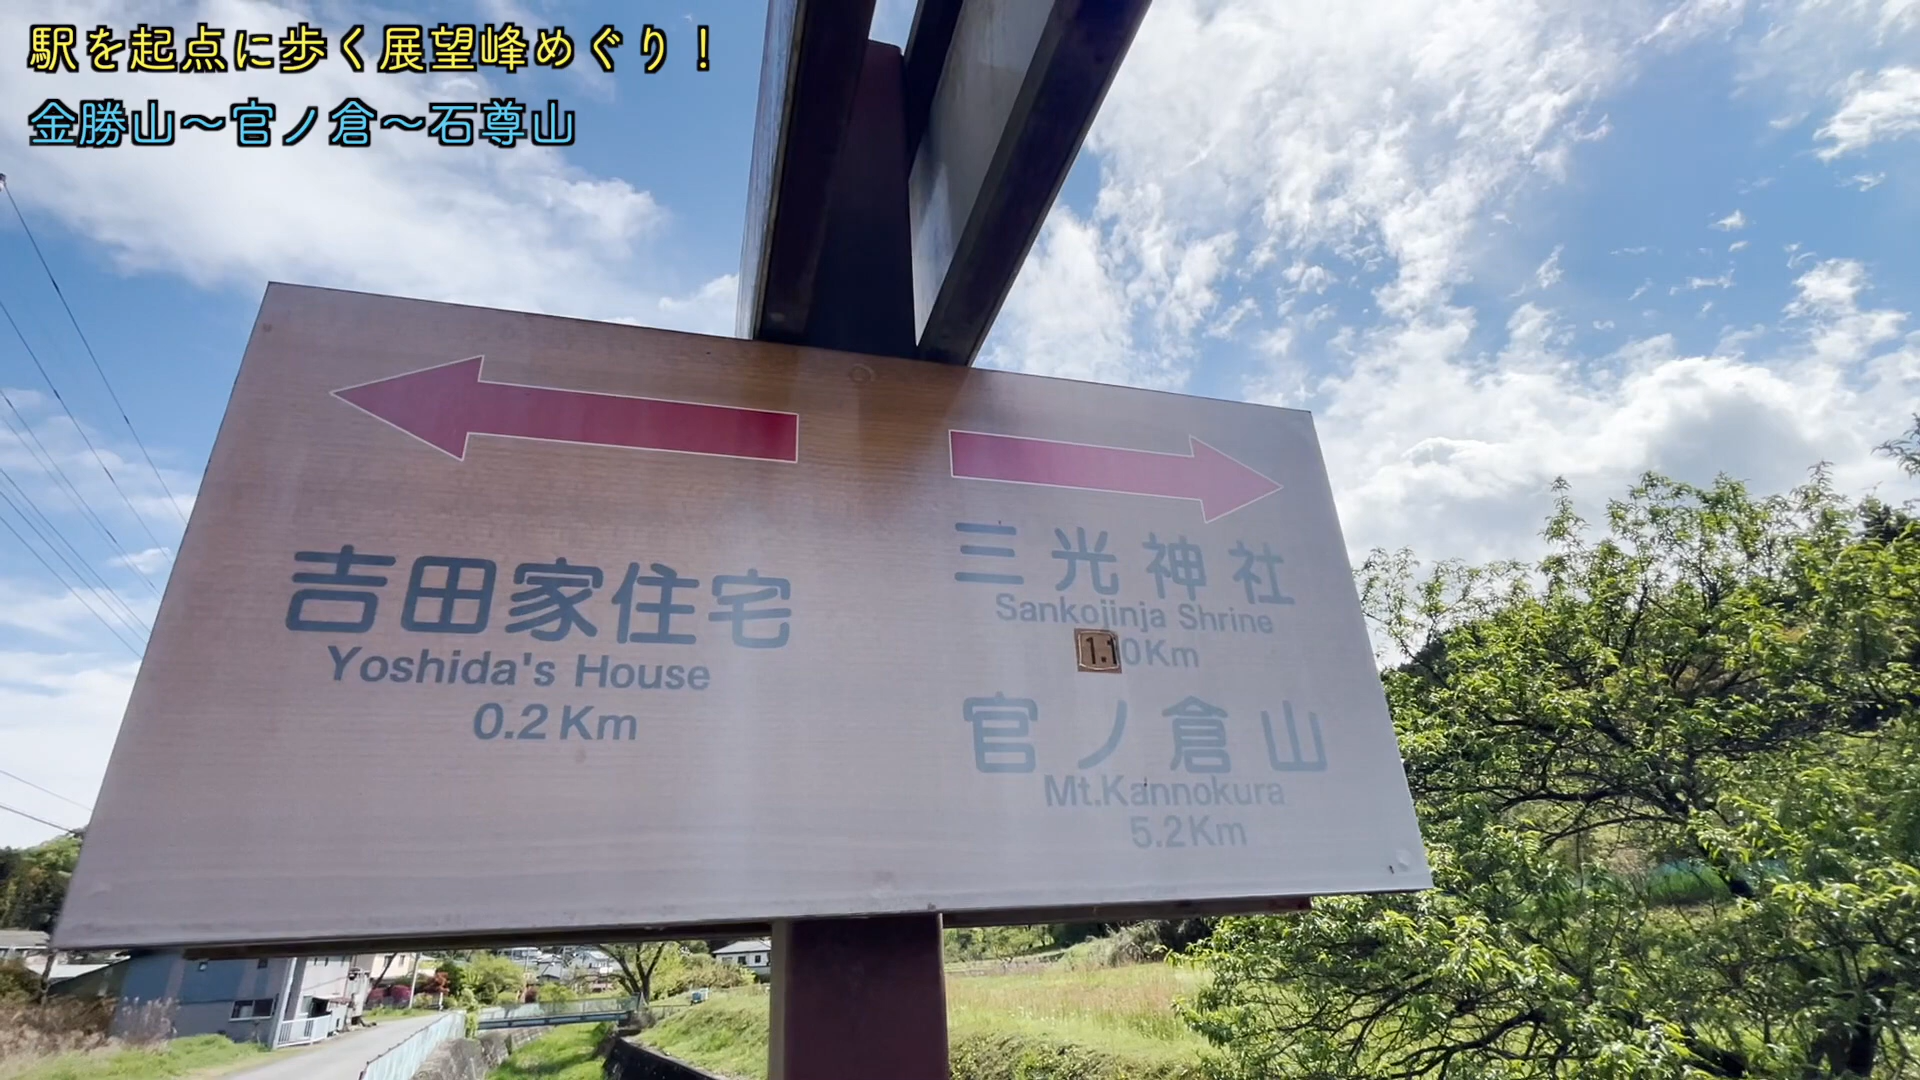 駅を起点に歩く展望峰めぐり！
金勝山～官ノ倉～石尊山
吉田家住宅
Yoshida's House
0.2Km
三光神社
Sankojinja Shrine
1.10Km
官ノ倉山
Mt.Kannokura
5.2Km